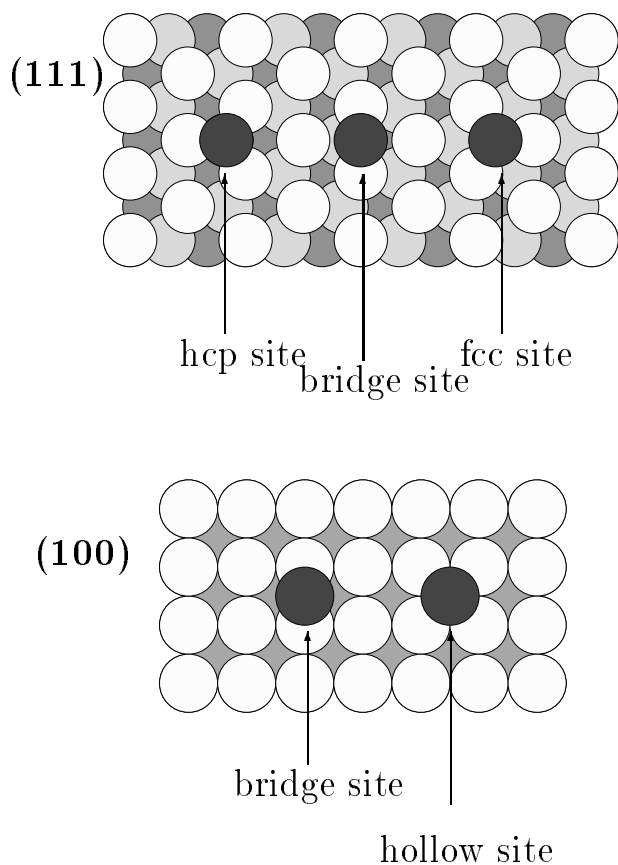 (111)
hcp site
fcc site
bridge site
(100)
bridge site
hollow site